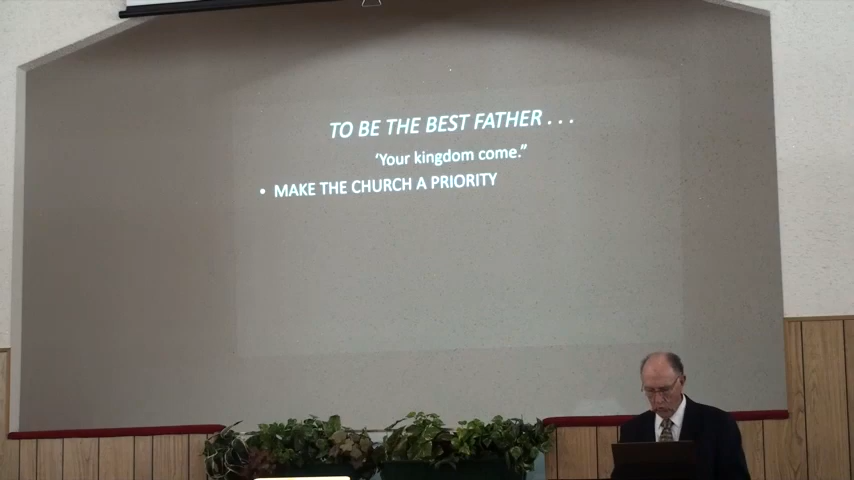 TO BE THE BEST FATHER . . .
‘Your kingdom come.”
• MAKE THE CHURCH A PRIORITY